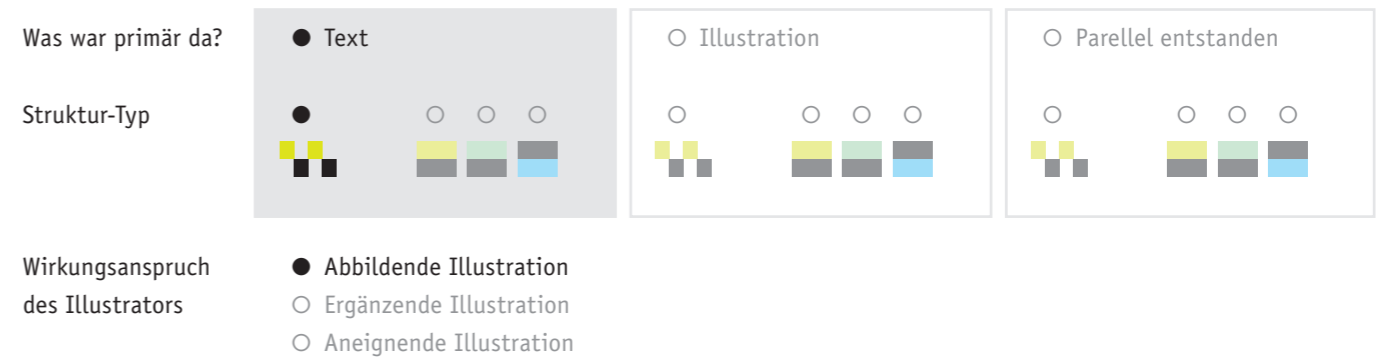 Was war primär da?
Text
Illustration
Parellel entstanden
Struktur-Typ
Wirkungsanspruch
des Illustrators
Abbildende Illustration
Ergänzende Illustration
Aneignende Illustration